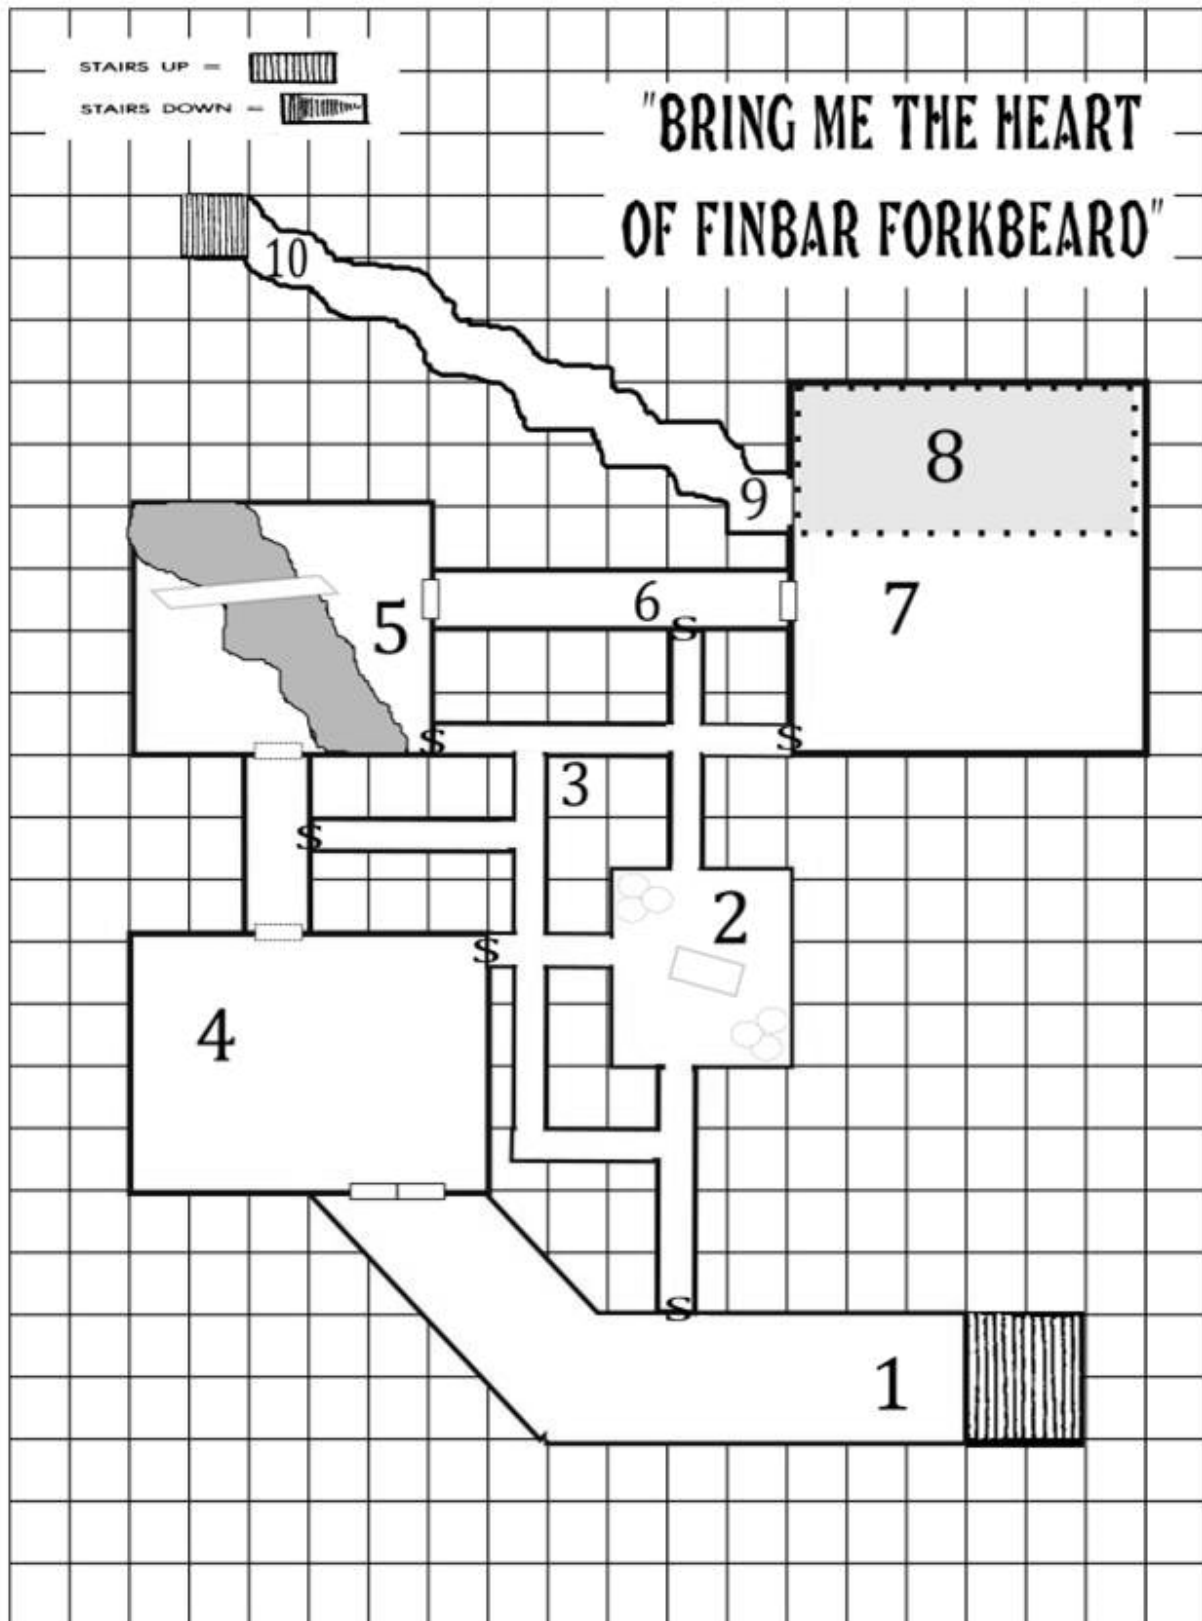 STAIRS UP =
STAIRS DOWN =
"BRING ME THE HEART
OF FINBAR FORKBEARD"
10
8
9
6
7
5
S
S
S
3
S
2
S
4
S
1